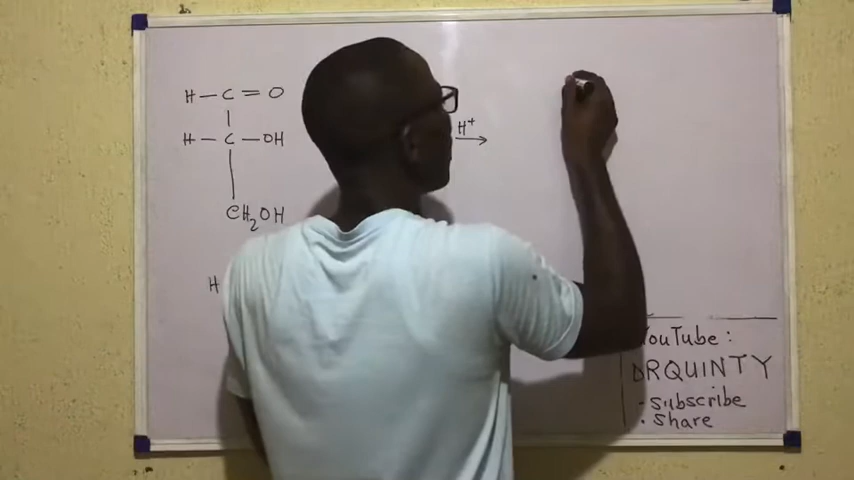 H—C=O
H—C—OH
CH₂OH
H⁺
H
YouTube:
DRQUINTY
- subscribe
• share